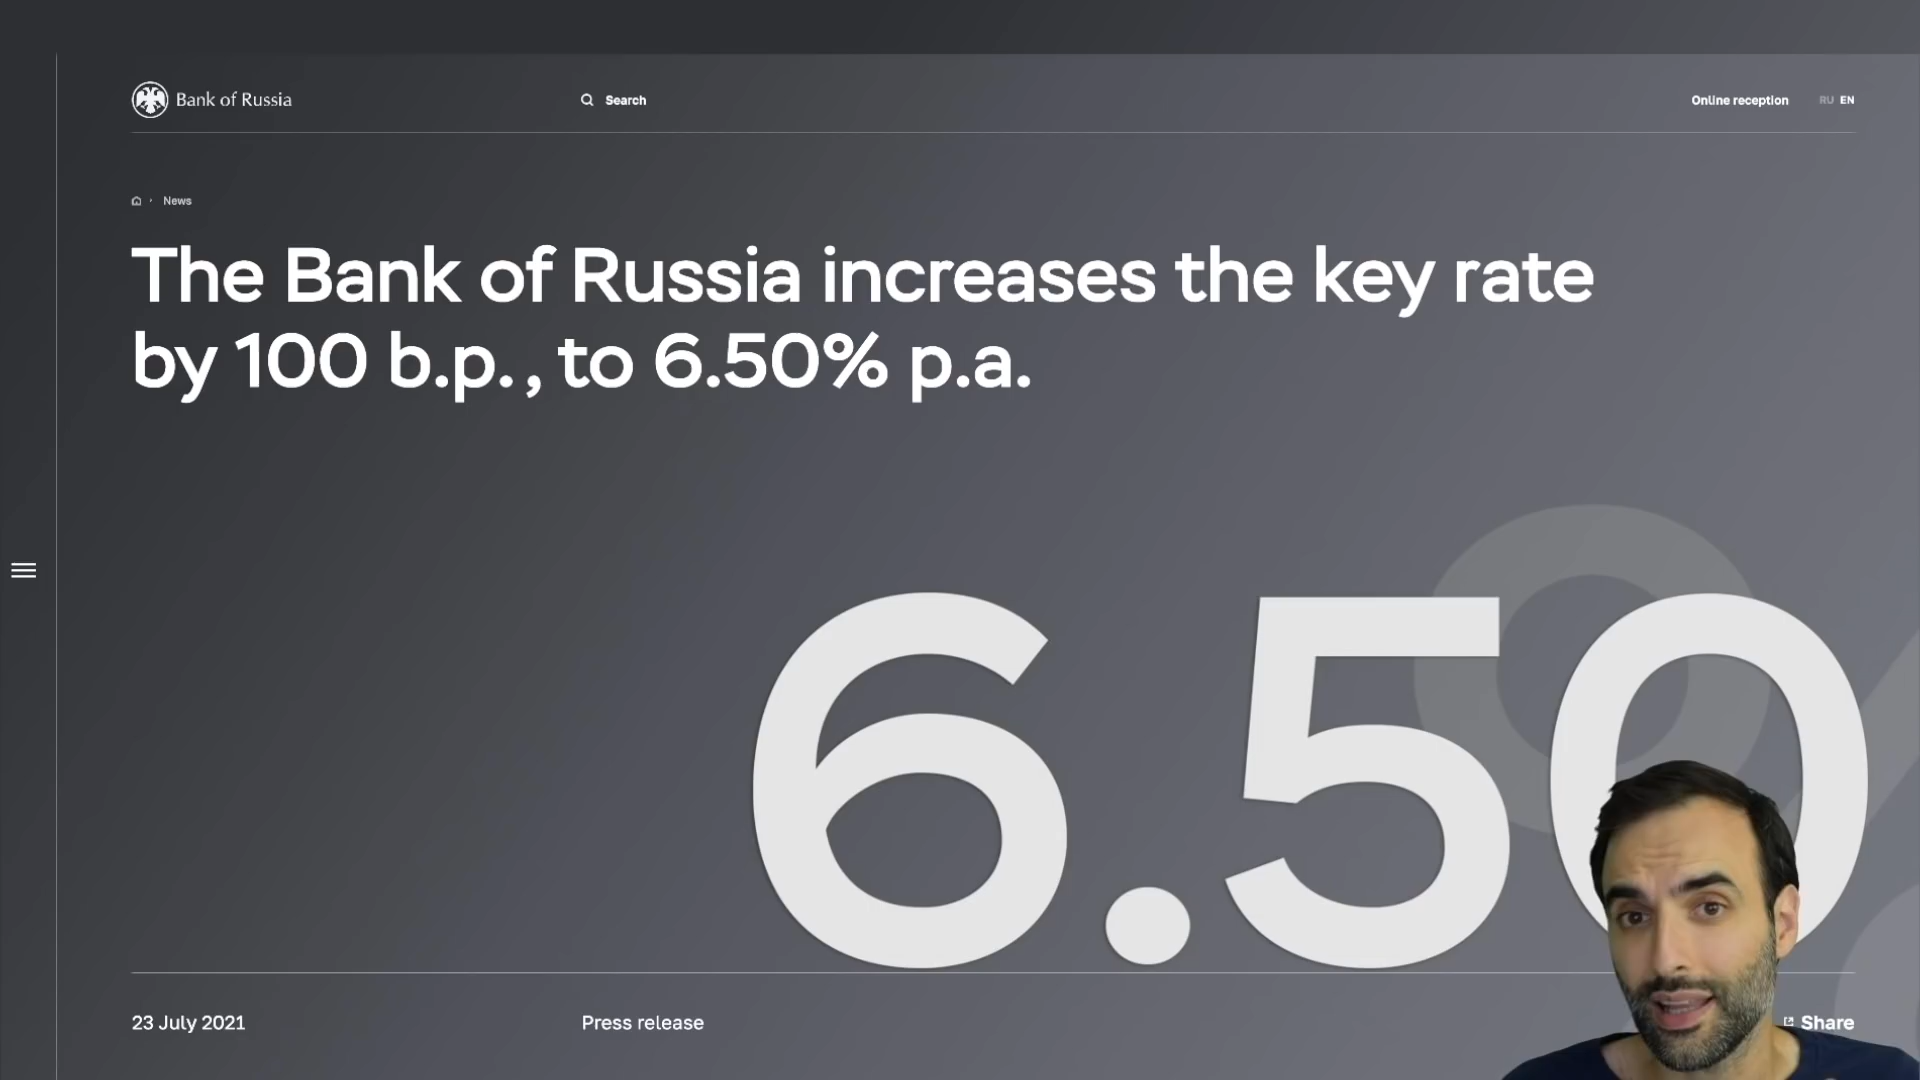 Bank of Russia
Search
Online reception
RU EN
News
The Bank of Russia increases the key rate
by 100 b.p., to 6.50% p.a.
6.50
23 July 2021
Press release
Share